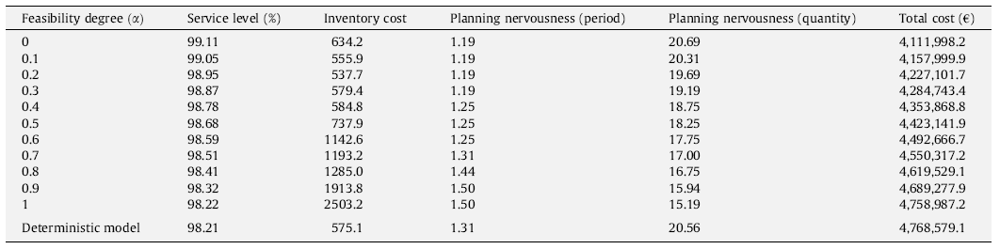 Feasibility degree (α) Service level (%) Inventory cost Planning nervousness (period) Planning nervousness (quantity) Total cost (€)
0 99.11 634.2 1.19 20.69 4,111,998.2
0.1 99.05 555.9 1.19 20.31 4,157,999.9
0.2 98.95 537.7 1.19 19.69 4,227,101.7
0.3 98.87 579.4 1.19 19.19 4,284,743.4
0.4 98.78 584.8 1.25 18.75 4,353,868.8
0.5 98.68 737.9 1.25 18.25 4,423,141.9
0.6 98.59 1142.6 1.25 17.75 4,492,666.7
0.7 98.51 1193.2 1.31 17.00 4,550,317.2
0.8 98.41 1285.0 1.44 16.75 4,619,529.1
0.9 98.32 1913.8 1.50 15.94 4,689,277.9
1 98.22 2503.2 1.50 15.19 4,758,987.2
Deterministic model 98.21 575.1 1.31 20.56 4,768,579.1